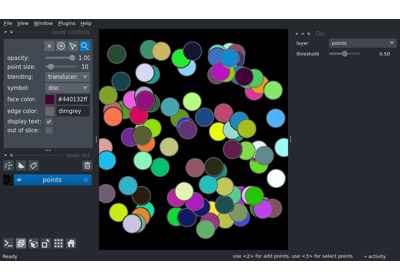 File View Window Plugins Help
layer controls
opacity: 1.00
point size: 10
blending: translucen
symbol: disc
face color: #440132ff
edge color: dimgrey
display text:
out of slice:
layer list
points
layer points
threshold 0.50
Ready
use <2> for add points, use <3> for select points
activity